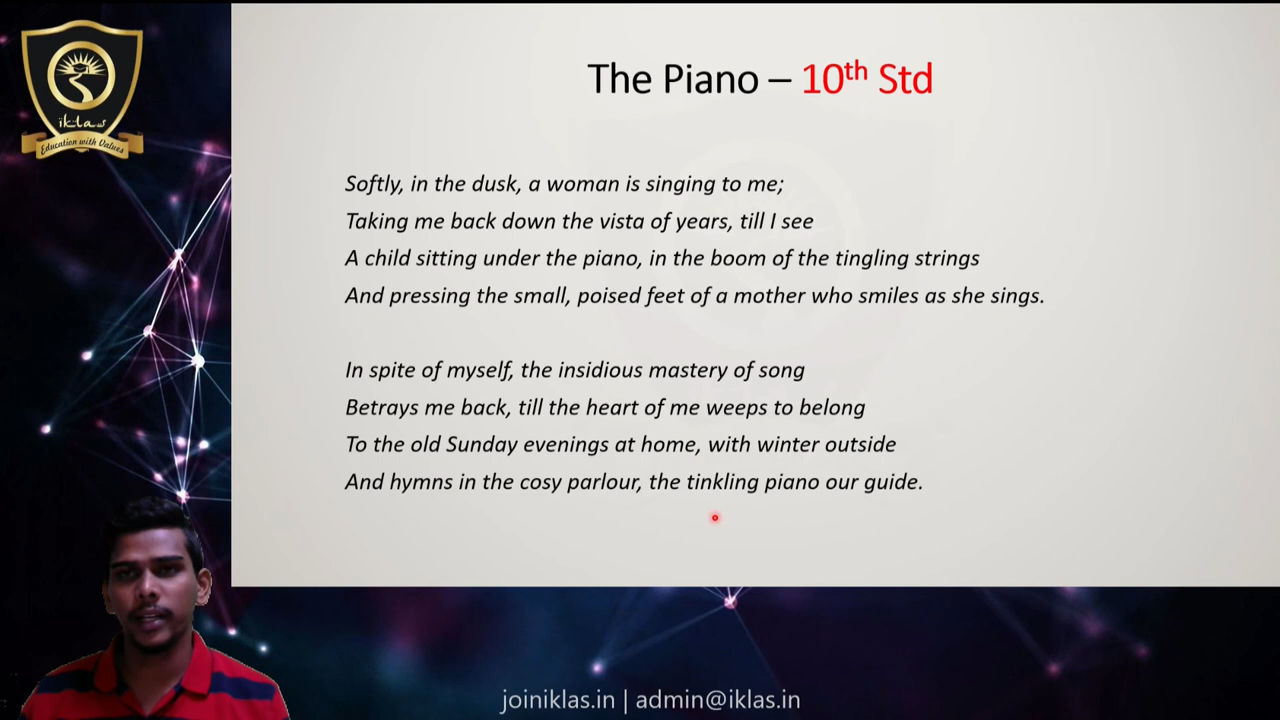 iklas
Education with Values
The Piano – 10th Std
Softly, in the dusk, a woman is singing to me;
Taking me back down the vista of years, till I see
A child sitting under the piano, in the boom of the tingling strings
And pressing the small, poised feet of a mother who smiles as she sings.
In spite of myself, the insidious mastery of song
Betrays me back, till the heart of me weeps to belong
To the old Sunday evenings at home, with winter outside
And hymns in the cosy parlour, the tinkling piano our guide.
joiniklas.in | admin@iklas.in